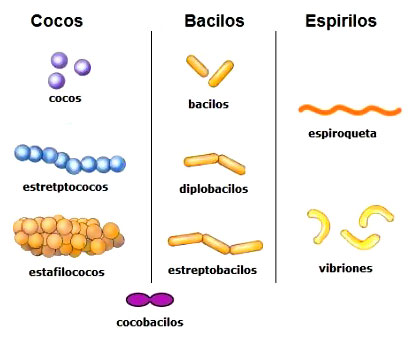 Cocos
Bacilos
Espirilos
cocos
bacilos
espiroqueta
estretptococos
diplobacilos
estafilococos
estreptobacilos
vibriones
cocobacilos